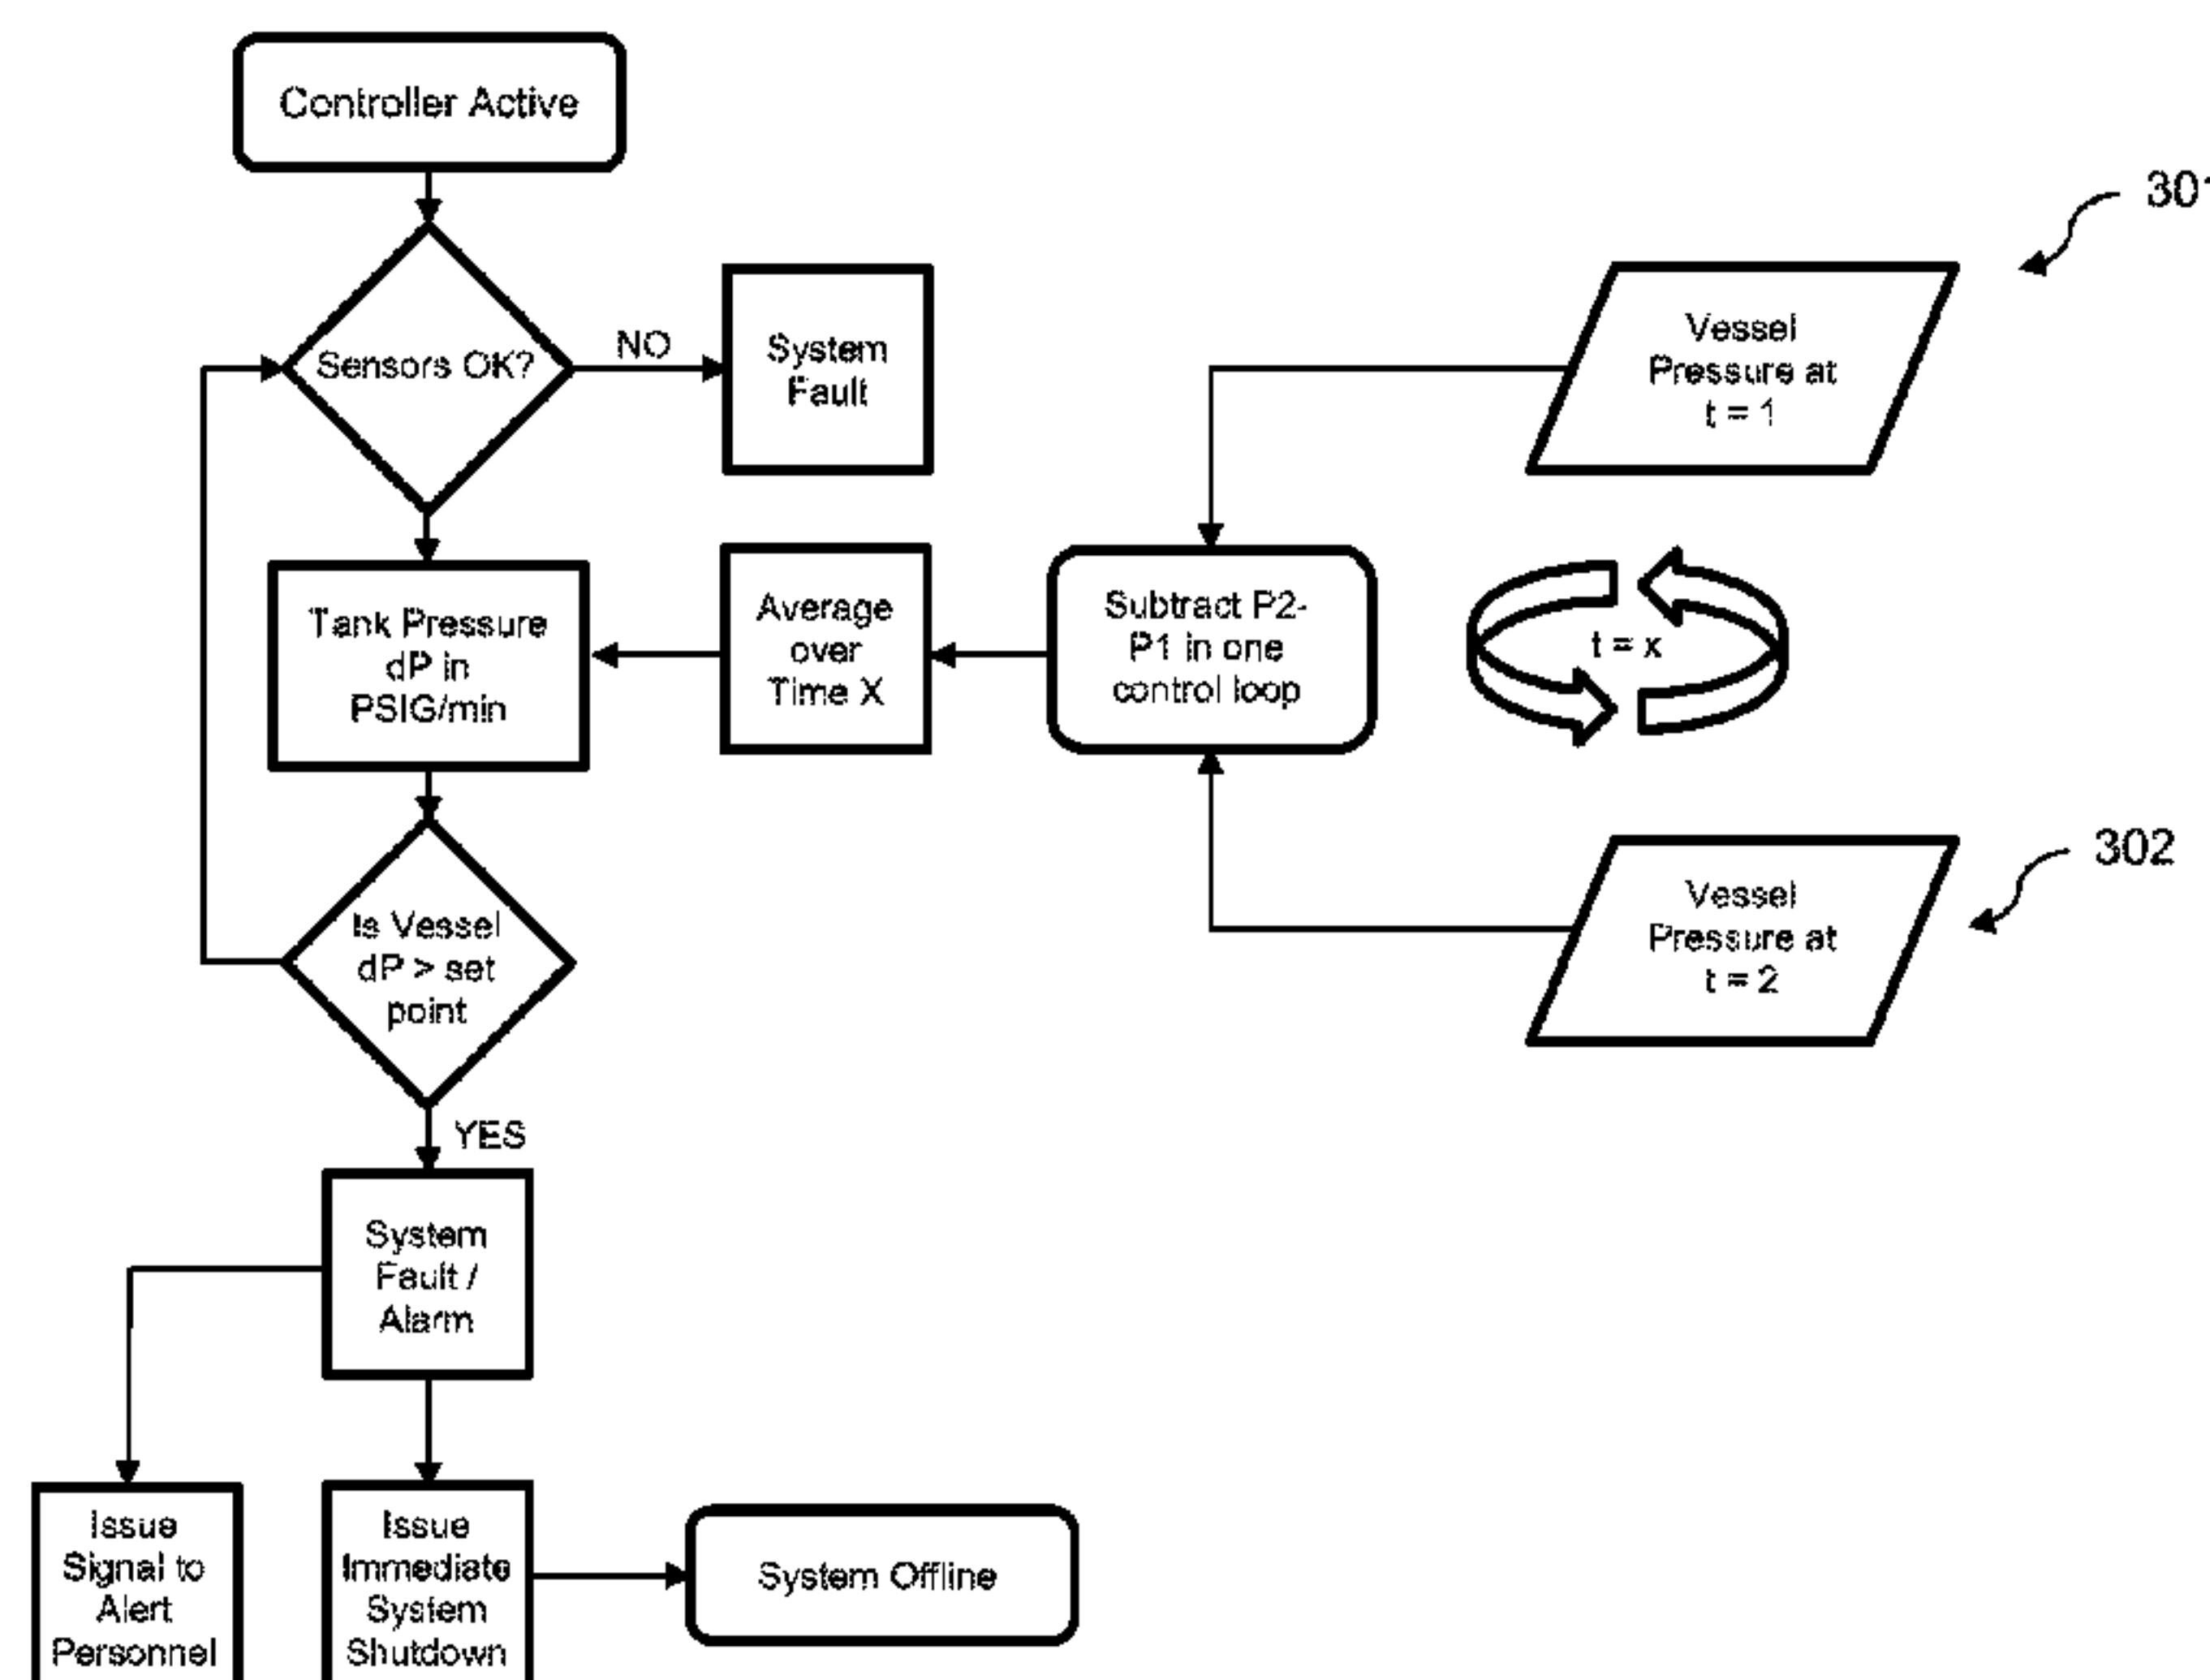 Controller Active
Sensors OK?
NO
System
Fault
Vessel
Pressure at
t = 1
301
Tank Pressure
dP in
PSIG/min
Average
over
Time X
Subtract P2-
P1 in one
control loop
t = x
Is Vessel
dP > set
point
Vessel
Pressure at
t = 2
302
YES
System
Fault /
Alarm
Issue
Signal to
Alert
Personnel
Issue
Immediate
System
Shutdown
System Offline